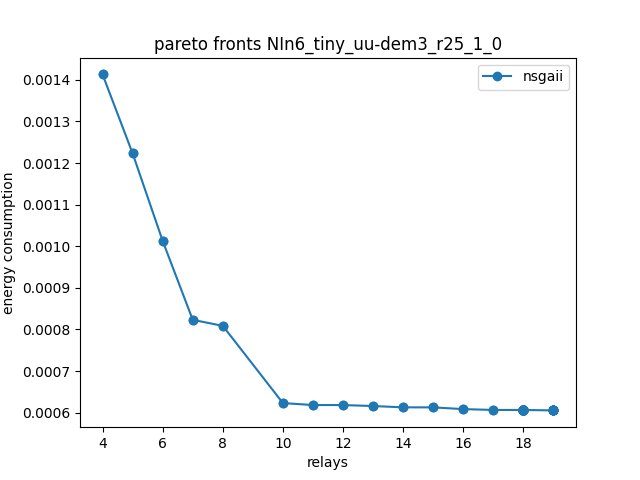 pareto fronts NIn6_tiny_uu-dem3_r25_1_0
nsgaii
0.0014
0.0013
0.0012
0.0011
0.0010
0.0009
0.0008
0.0007
0.0006
energy consumption
4 6 8 10 12 14 16 18
relays